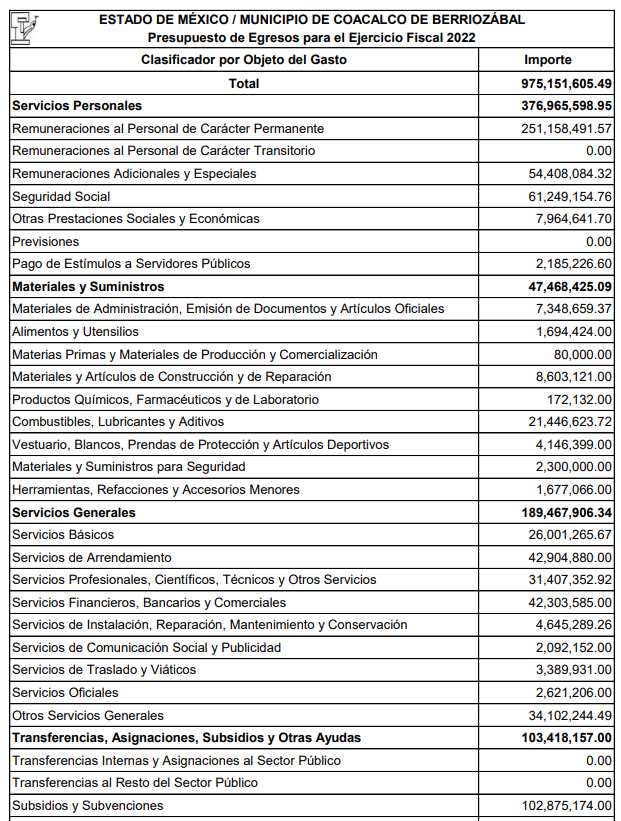 ESTADO DE MÉXICO / MUNICIPIO DE COACALCO DE BERRIOZÁBAL
Presupuesto de Egresos para el Ejercicio Fiscal 2022
Clasificador por Objeto del Gasto Importe
Total 975,151,605.49
Servicios Personales 376,965,598.95
Remuneraciones al Personal de Carácter Permanente 251,158,491.57
Remuneraciones al Personal de Carácter Transitorio 0.00
Remuneraciones Adicionales y Especiales 54,408,084.32
Seguridad Social 61,249,154.76
Otras Prestaciones Sociales y Económicas 7,964,641.70
Previsiones 0.00
Pago de Estímulos a Servidores Públicos 2,185,226.60
Materiales y Suministros 47,468,425.09
Materiales de Administración, Emisión de Documentos y Artículos Oficiales 7,348,659.37
Alimentos y Utensilios 1,694,424.00
Materias Primas y Materiales de Producción y Comercialización 80,000.00
Materiales y Artículos de Construcción y de Reparación 8,603,121.00
Productos Químicos, Farmacéuticos y de Laboratorio 172,132.00
Combustibles, Lubricantes y Aditivos 21,446,623.72
Vestuario, Blancos, Prendas de Protección y Artículos Deportivos 4,146,399.00
Materiales y Suministros para Seguridad 2,300,000.00
Herramientas, Refacciones y Accesorios Menores 1,677,066.00
Servicios Generales 189,467,906.34
Servicios Básicos 26,001,265.67
Servicios de Arrendamiento 42,904,880.00
Servicios Profesionales, Científicos, Técnicos y Otros Servicios 31,407,352.92
Servicios Financieros, Bancarios y Comerciales 42,303,585.00
Servicios de Instalación, Reparación, Mantenimiento y Conservación 4,645,289.26
Servicios de Comunicación Social y Publicidad 2,092,152.00
Servicios de Traslado y Viáticos 3,389,931.00
Servicios Oficiales 2,621,206.00
Otros Servicios Generales 34,102,244.49
Transferencias, Asignaciones, Subsidios y Otras Ayudas 103,418,157.00
Transferencias Internas y Asignaciones al Sector Público 0.00
Transferencias al Resto del Sector Público 0.00
Subsidios y Subvenciones 102,875,174.00